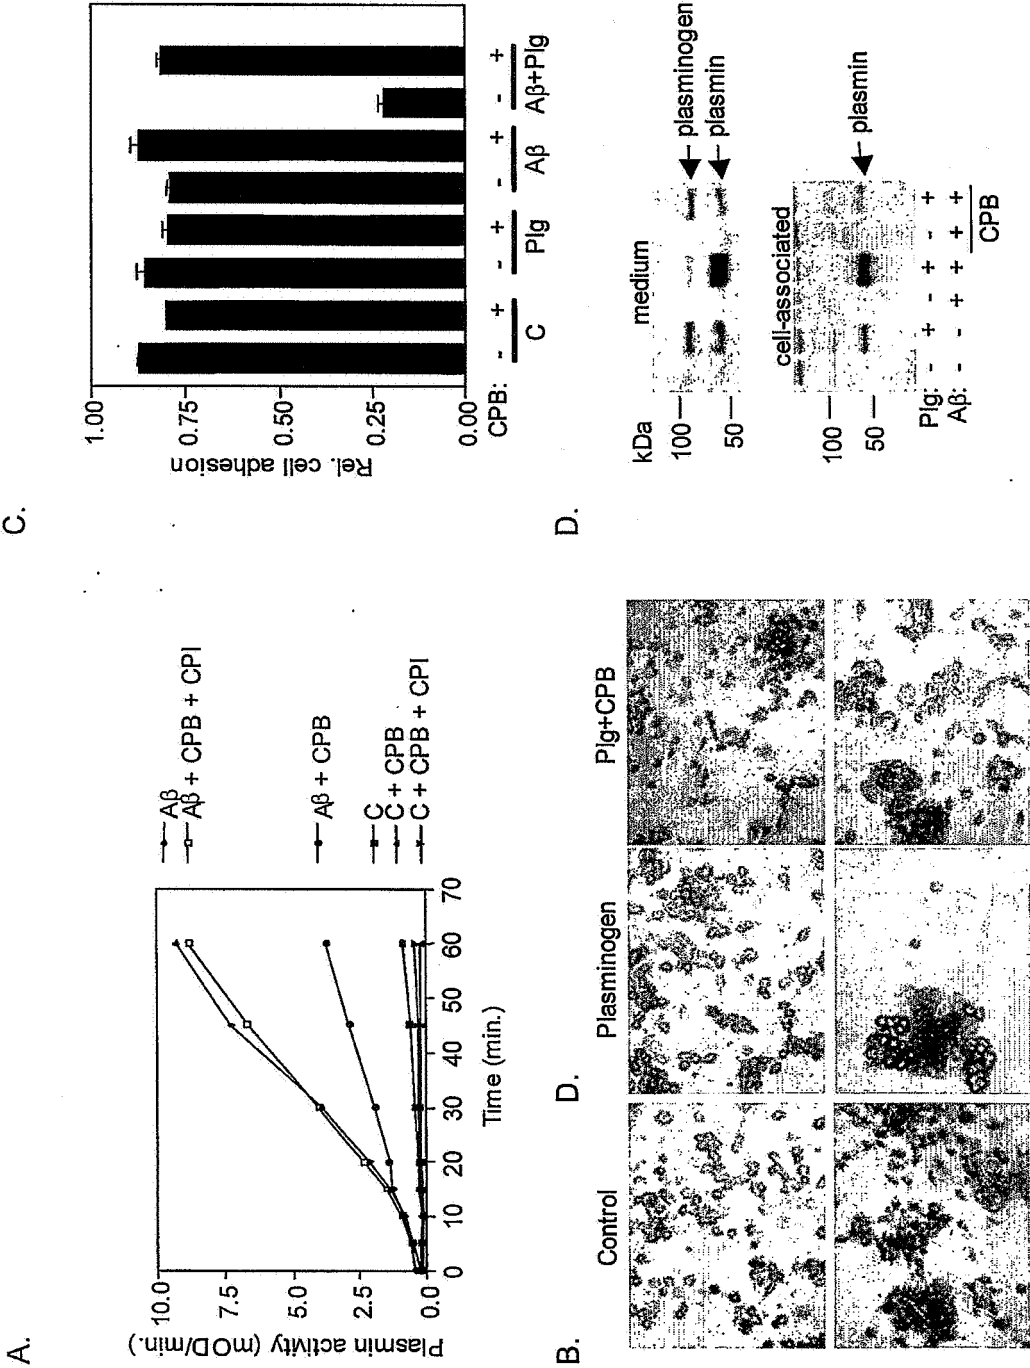 A.
Plasmin activity (mOD/min.)
10.0
7.5
5.0
2.5
0.0
0 10 20 30 40 50 60 70
Time (min.)
Aβ
Aβ + CPB + CPI
Aβ + CPB
C
C + CPB
C + CPB + CPI
C.
Rel. cell adhesion
1.00
0.75
0.50
0.25
0.00
CPB: - + - + - + - +
C Plg Aβ Aβ+Plg
B.
Control
D.
Plasminogen
Plg+CPB
D.
medium
kDa
100
50
plasminogen
plasmin
cell-associated
100
50
plasmin
Plg: - + - + - +
Aβ: - - + + + +
CPB